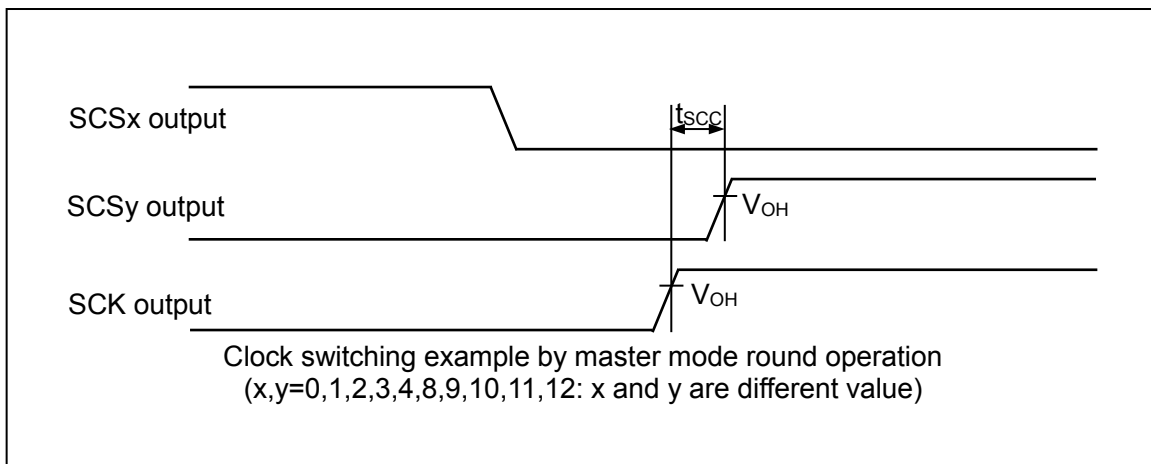 SCSx output
tSCC
SCSy output
VOH
SCK output
VOH
Clock switching example by master mode round operation
(x,y=0,1,2,3,4,8,9,10,11,12: x and y are different value)